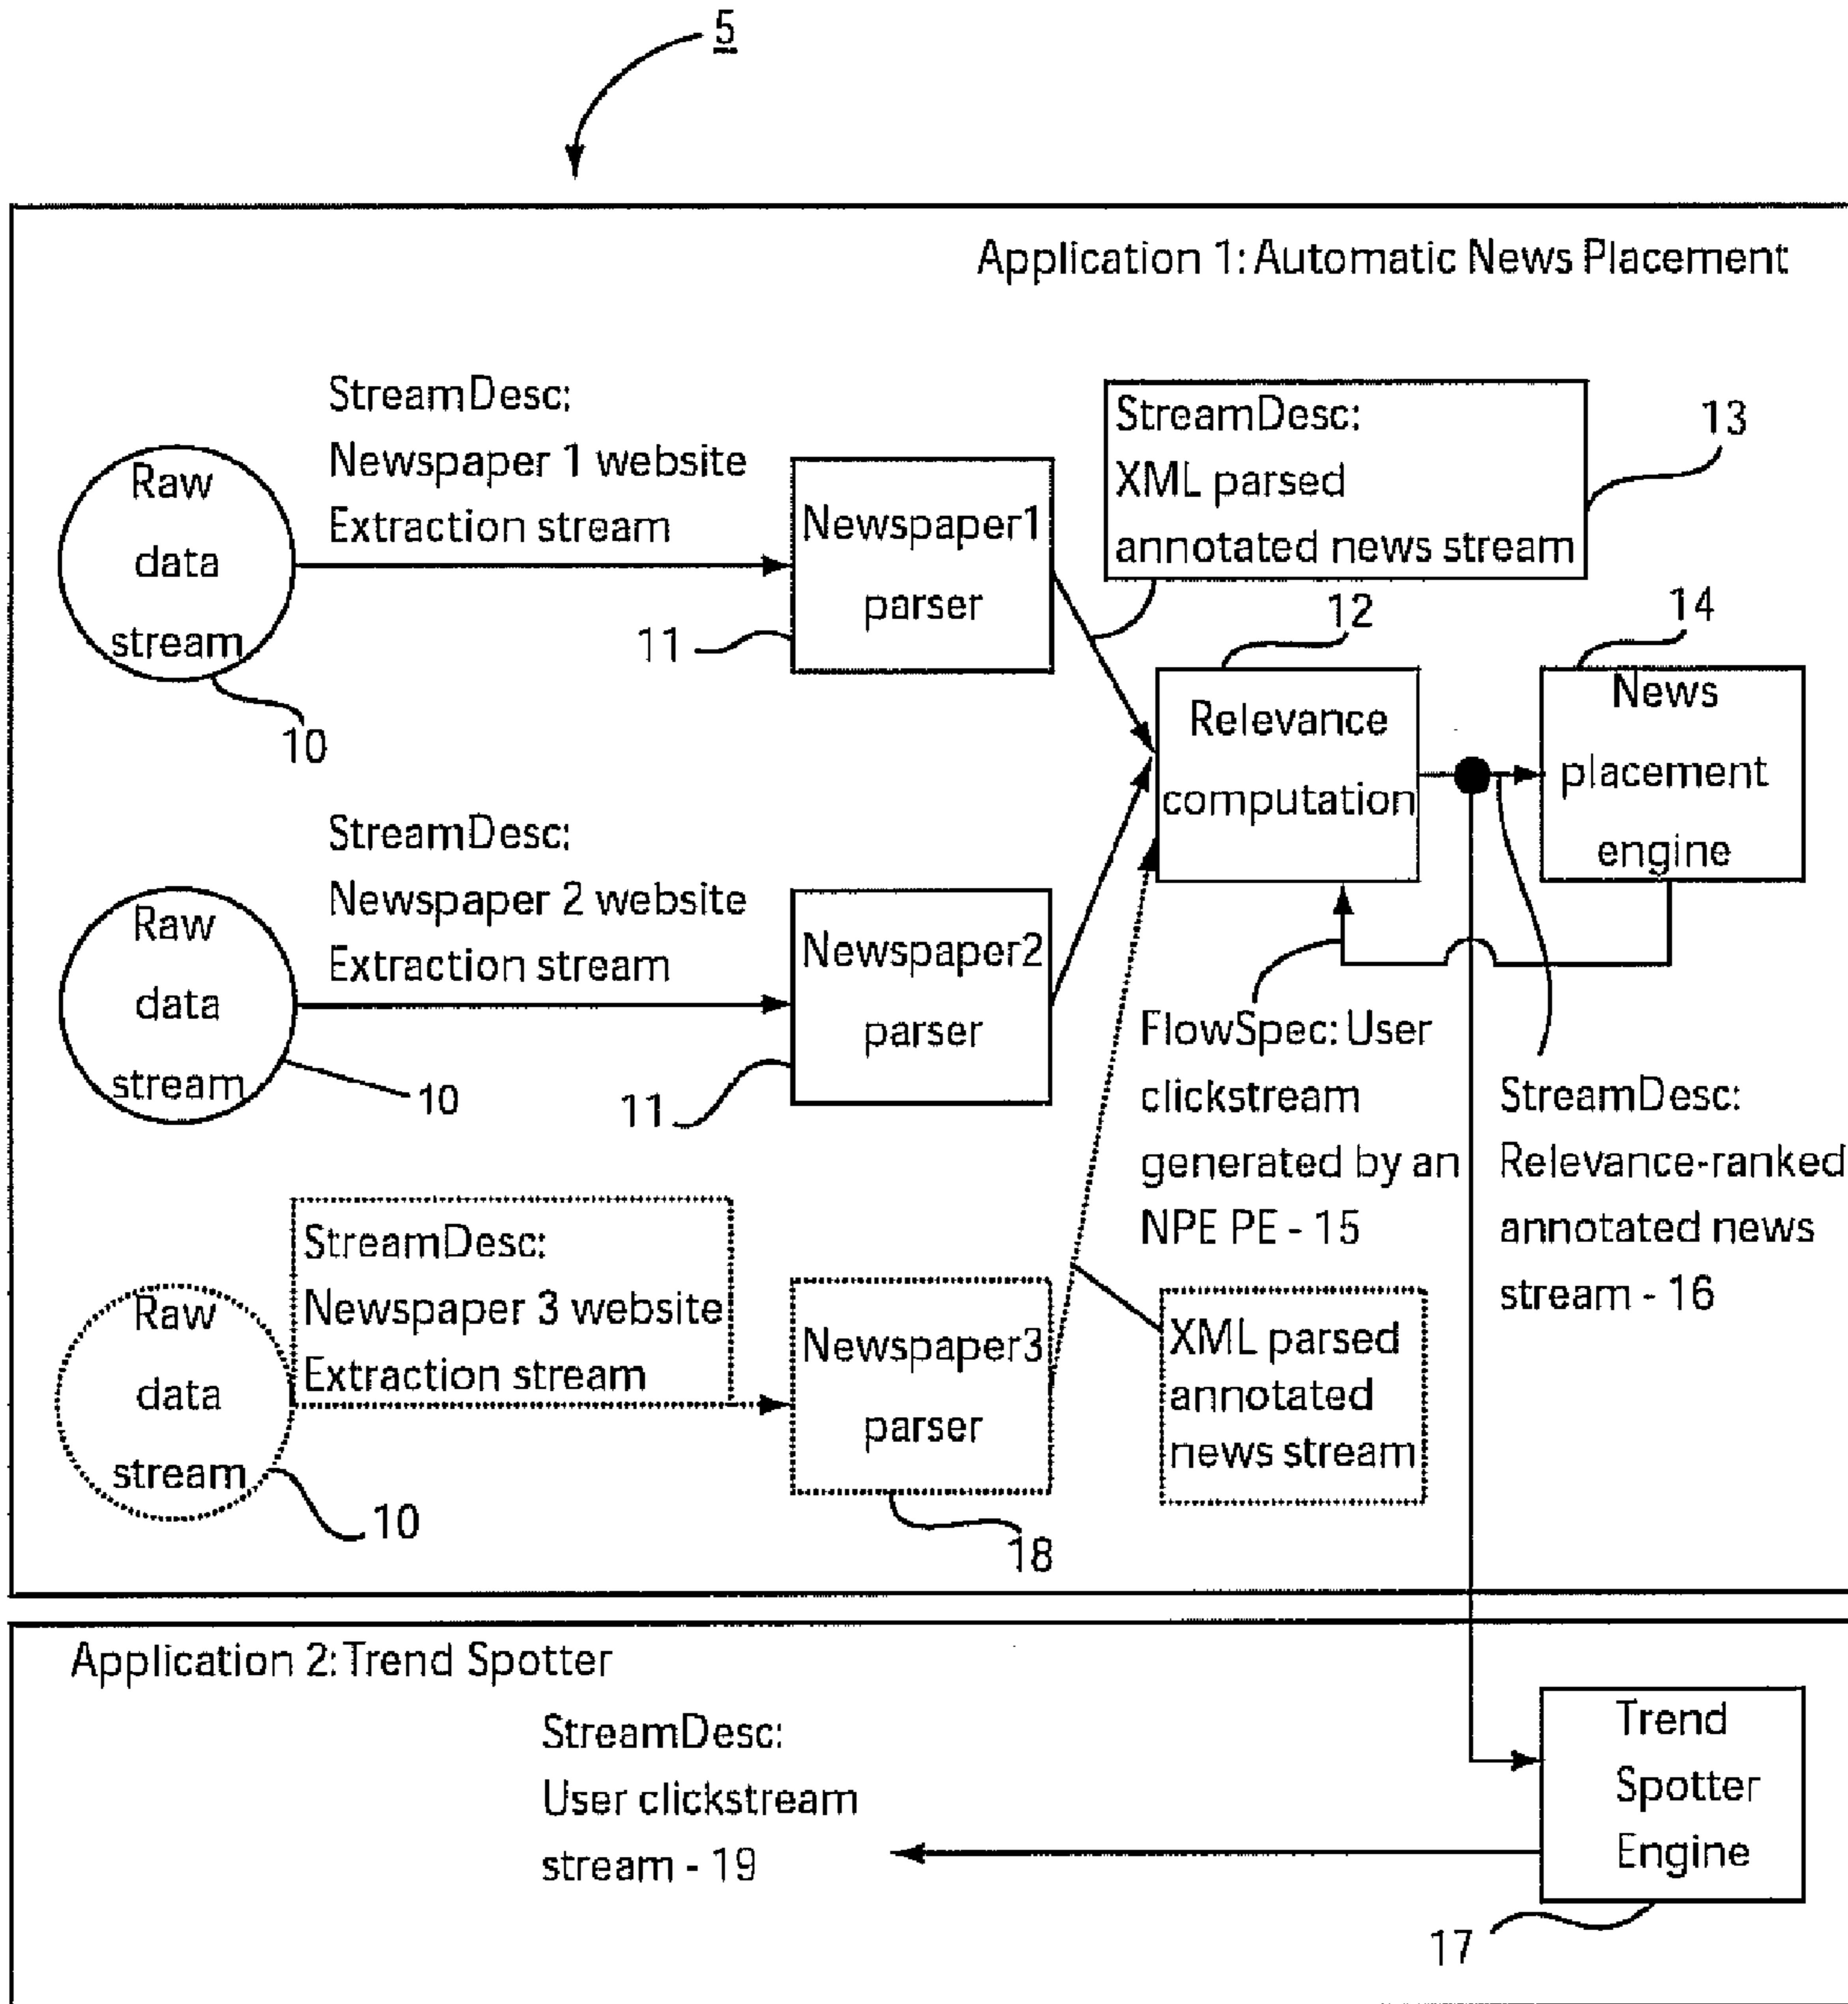 5
Application 1: Automatic News Placement
StreamDesc:
Newspaper 1 website
Extraction stream
Raw
data
stream
10
Newspaper1
parser
11
StreamDesc:
XML parsed
annotated news stream
13
12
Relevance
computation
14
News
placement
engine
StreamDesc:
Newspaper 2 website
Extraction stream
Raw
data
stream
10
Newspaper2
parser
11
FlowSpec: User
clickstream
generated by an
NPE PE - 15
StreamDesc:
Relevance-ranked
annotated news
stream - 16
StreamDesc:
Newspaper 3 website
Extraction stream
Raw
data
stream
10
Newspaper3
parser
18
XML parsed
annotated
news stream
Application 2: Trend Spotter
StreamDesc:
User clickstream
stream - 19
Trend
Spotter
Engine
17